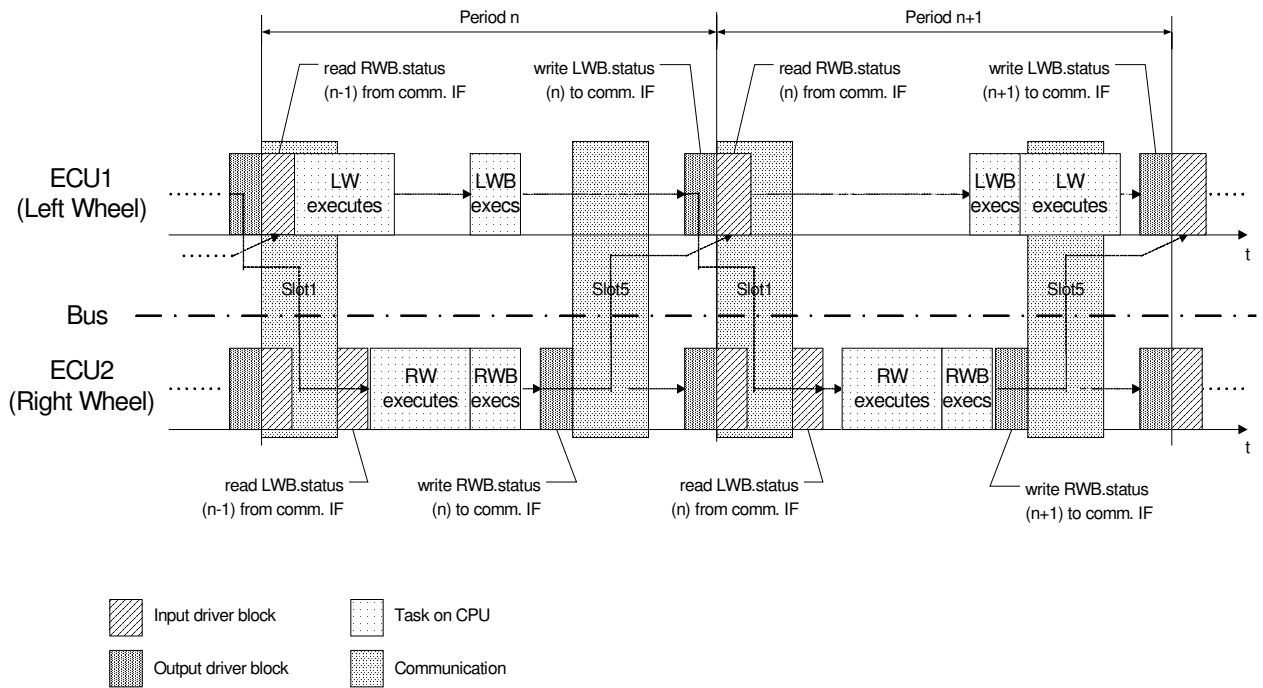 Period n
Period n+1
read RWB.status
(n-1) from comm. IF
write LWB.status
(n) to comm. IF
read RWB.status
(n) from comm. IF
write LWB.status
(n+1) to comm. IF
ECU1
(Left Wheel)
LW
executes
LWB
execs
LWB
execs
LW
executes
t
Slot1
Slot5
Slot1
Slot5
Bus
ECU2
(Right Wheel)
RW
executes
RWB
execs
RW
executes
RWB
execs
t
read LWB.status
(n-1) from comm. IF
write RWB.status
(n) to comm. IF
read LWB.status
(n) from comm. IF
write RWB.status
(n+1) to comm. IF
Input driver block
Task on CPU
Output driver block
Communication